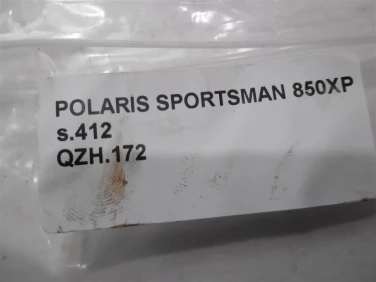 POLARIS SPORTSMAN 850XP
s.412
QZH.172